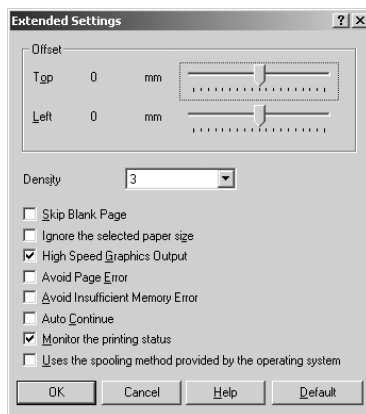 Extended Settings
Offset
Top 0 mm
Left 0 mm
Density 3
Skip Blank Page
Ignore the selected paper size
High Speed Graphics Output
Avoid Page Error
Avoid Insufficient Memory Error
Auto Continue
Monitor the printing status
Uses the spooling method provided by the operating system
OK Cancel Help Default